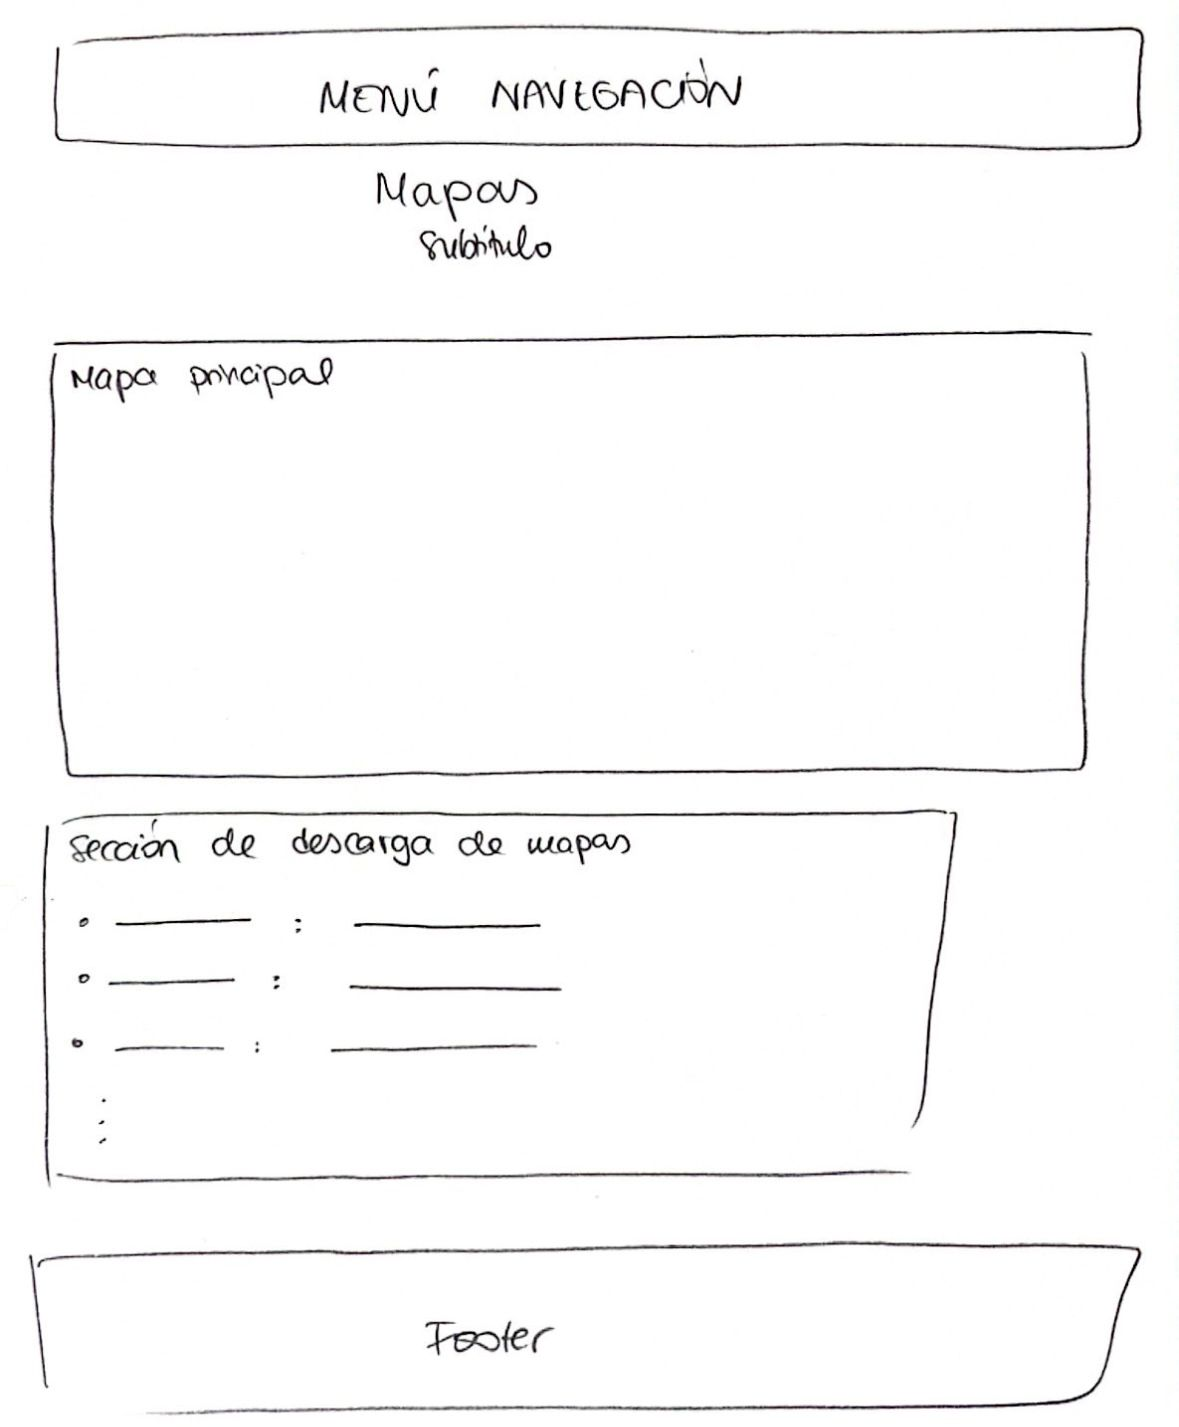 MENÚ NAVEGACIÓN
Mapas
Subtítulo
Mapa principal
Sección de descarga de mapas
:
:
:
Footer